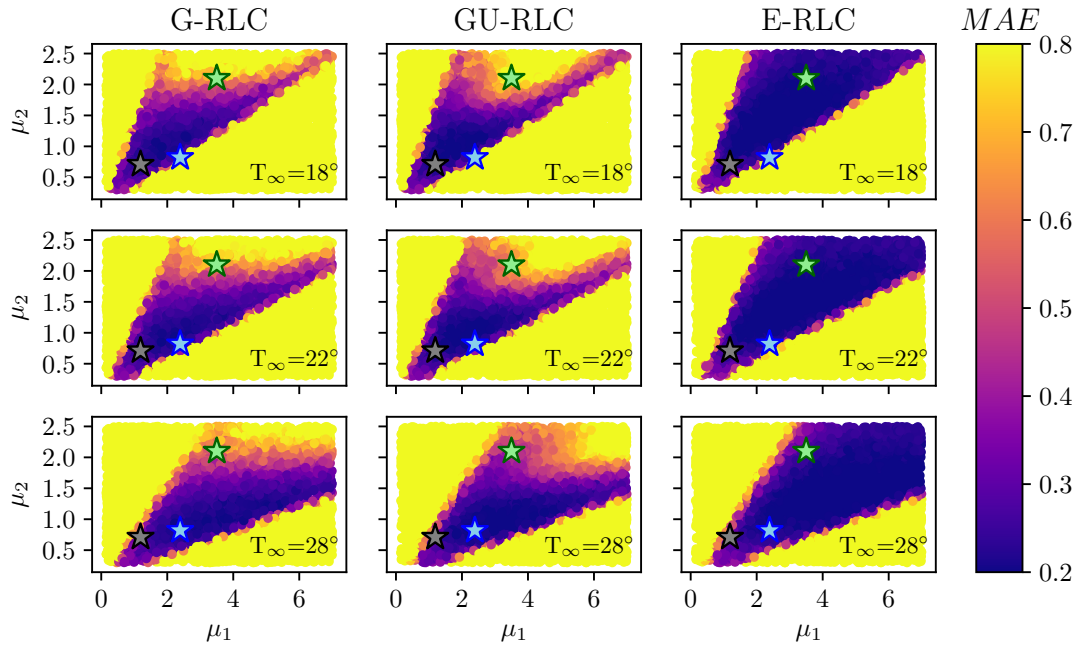 G-RLC GU-RLC E-RLC MAE
2.5
2.0
1.5
1.0
0.5
μ2
T∞=18° T∞=18° T∞=18°
2.5
2.0
1.5
1.0
0.5
μ2
T∞=22° T∞=22° T∞=22°
2.5
2.0
1.5
1.0
0.5
μ2
T∞=28° T∞=28° T∞=28°
0 2 4 6 0 2 4 6 0 2 4 6
μ1 μ1 μ1
0.8
0.7
0.6
0.5
0.4
0.3
0.2